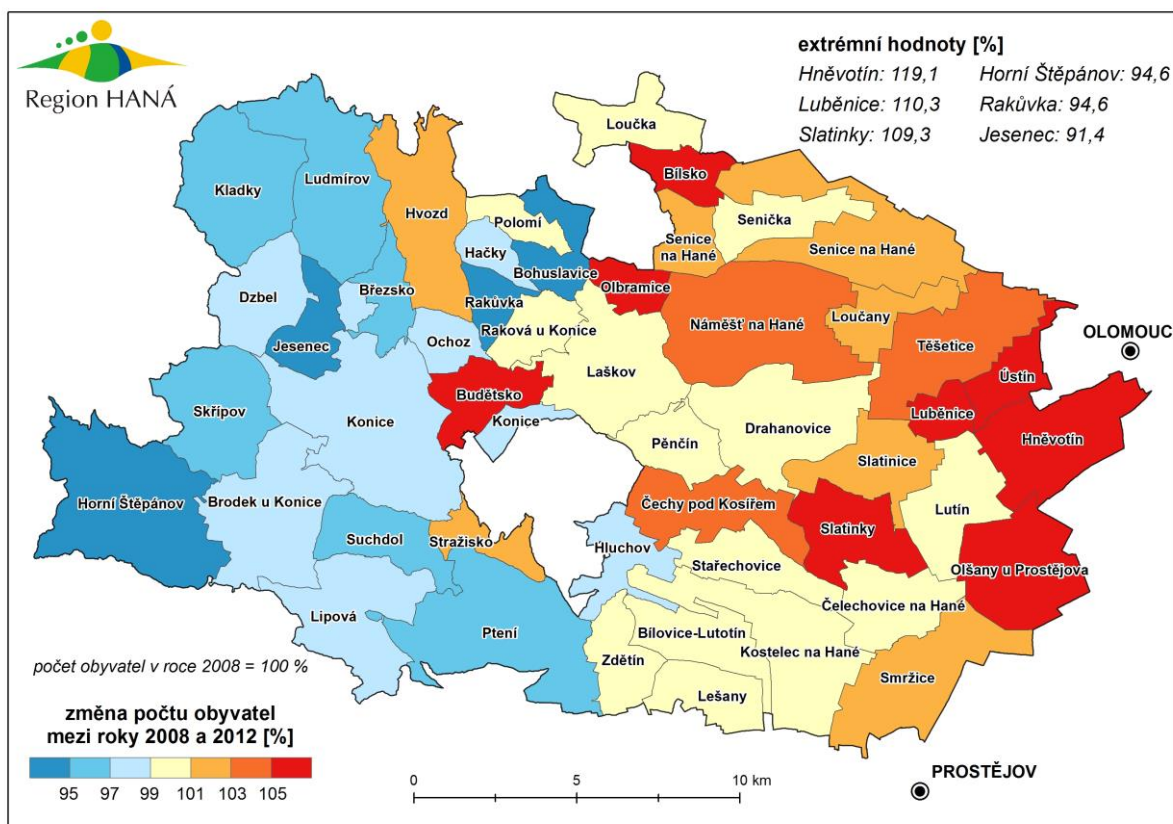 Region HANÁ
extrémní hodnoty [%]
Hněvotín: 119,1 Horní Štěpánov: 94,6
Luběnice: 110,3 Rakůvka: 94,6
Slatinky: 109,3 Jesenec: 91,4
Loučka
Bílsko
Kladky
Ludmírov
Hvozd
Polomí
Senička
Hačky
Senice
na Hané
Senice na Hané
Bohuslavice
Olbramice
Dzbel
Březsko
Rakůvka
Náměšť na Hané
Loučany
Raková u Konice
Jesenec
Ochoz
Těšetice
OLOMOUC
Laškov
Ústín
Budětsko
Skřípov
Konice
Konice
Luběnice
Pěnčín
Drahanovice
Hněvotín
Slatinice
Horní Štěpánov
Brodek u Konice
Čechy pod Kosířem
Lutín
Slatinky
Suchdol
Stražisko
Hluchov
Stařechovice
Olšany u Prostějova
Čelechovice na Hané
Lipová
Ptení
Bílovice-Lutotín
Zdětín
Kostelec na Hané
Smržice
Lešany
počet obyvatel v roce 2008 = 100 %
změna počtu obyvatel
mezi roky 2008 a 2012 [%]
95 97 99 101 103 105
0 5 10 km
PROSTĚJOV